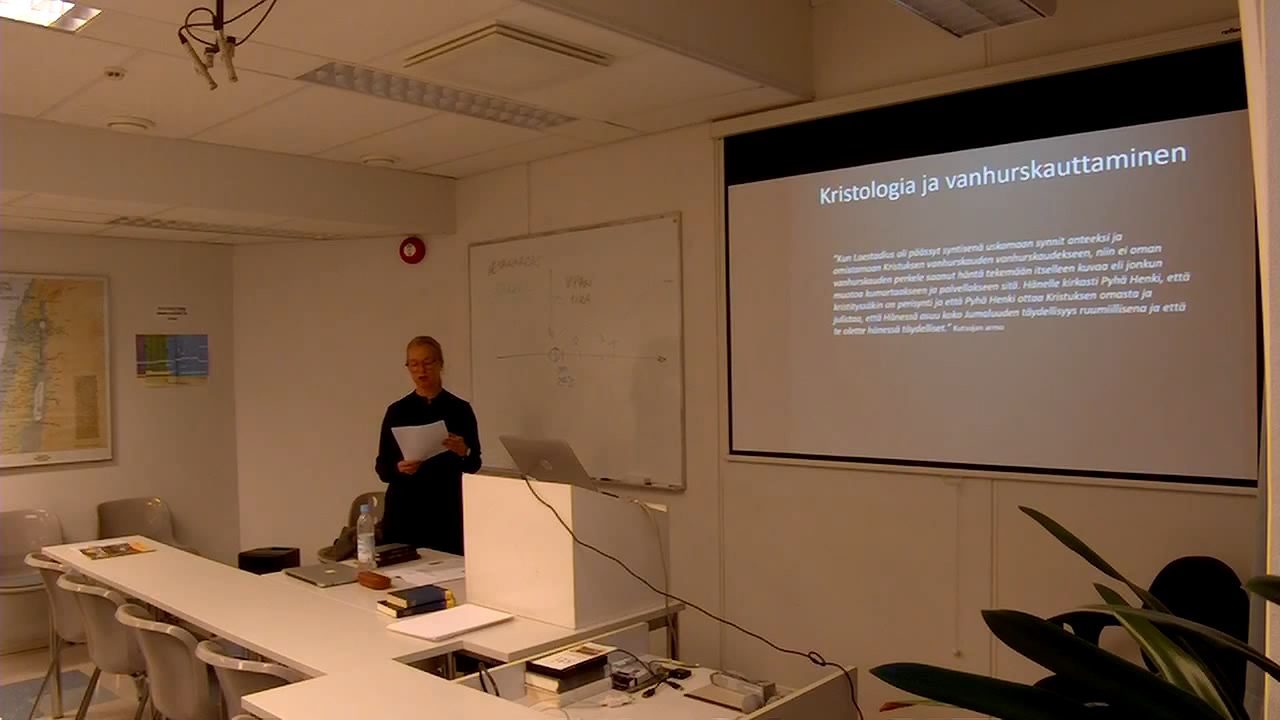 Kristologia ja vanhurskauttaminen
"Kun Laestadius oli päässyt syntisenä uskomaan synnit anteeksi ja
omistamaan Kristuksen vanhurskauden vanhurskaudekseen, niin ei oman
vanhurskauden perkele saanut häntä tekemään itselleen kuvaa eli jonkun
muotoa kumartaakseen ja palvellakseen sitä. Hänelle kirkasti Pyhä Henki, että
kristityssäkin on perisynti ja että Pyhä Henki ottaa Kristuksen omasta ja
julistaa, että Hänessä asuu koko Jumaluuden täydellisyys ruumiillisena ja että
te olette hänessä täydelliset." Kutsujan armo